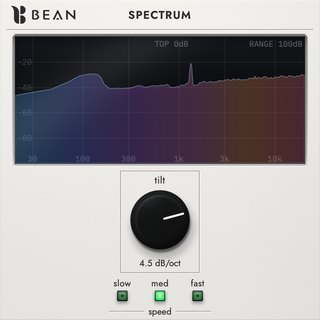 BEAN SPECTRUM
TOP 0dB RANGE 100dB
-20
-40
-60
-80
30 100 300 1k 3k 10k
tilt
4.5 dB/oct
slow med fast
speed